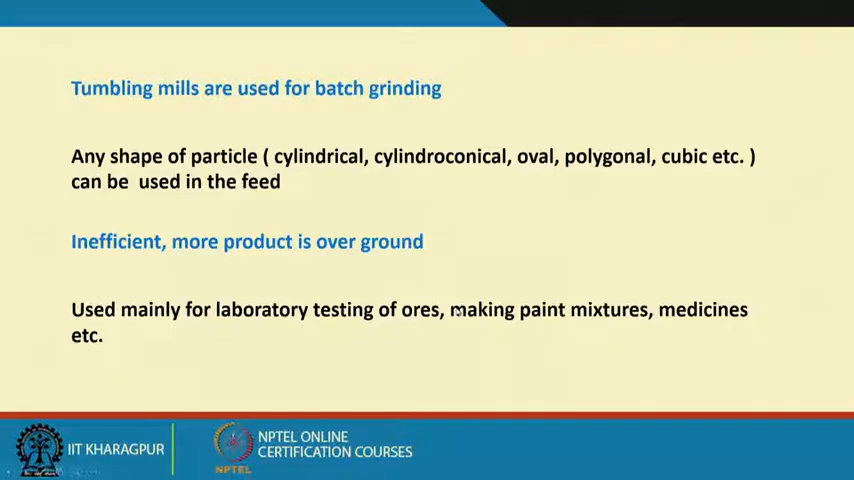 Tumbling mills are used for batch grinding
Any shape of particle ( cylindrical, cylindroconical, oval, polygonal, cubic etc. )
can be used in the feed
Inefficient, more product is over ground
Used mainly for laboratory testing of ores, making paint mixtures, medicines
etc.
IIT KHARAGPUR
NPTEL
NPTEL ONLINE
CERTIFICATION COURSES